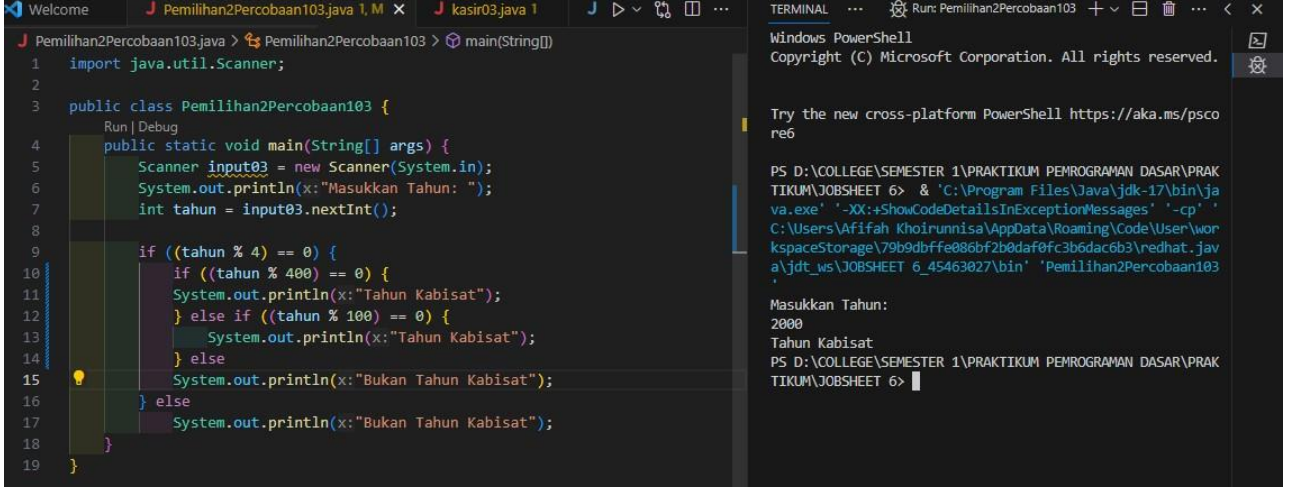 Welcome
J Pemilihan2Percobaan103.java 1, M X
J kasir03.java 1
J
J Pemilihan2Percobaan103.java > Pemilihan2Percobaan103 > main(String[])
1 import java.util.Scanner;
2
3 public class Pemilihan2Percobaan103 {
Run | Debug
4 public static void main(String[] args) {
5 Scanner input03 = new Scanner(System.in);
6 System.out.println(x:"Masukkan Tahun: ");
7 int tahun = input03.nextInt();
8
9 if ((tahun % 4) == 0) {
10 if ((tahun % 400) == 0) {
11 System.out.println(x:"Tahun Kabisat");
12 } else if ((tahun % 100) == 0) {
13 System.out.println(x:"Tahun Kabisat");
14 } else
15 System.out.println(x:"Bukan Tahun Kabisat");
16 } else
17 System.out.println(x:"Bukan Tahun Kabisat");
18 }
19 }
TERMINAL ··· Run: Pemilihan2Percobaan103
Windows PowerShell
Copyright (C) Microsoft Corporation. All rights reserved.
Try the new cross-platform PowerShell https://aka.ms/psco
re6
PS D:\COLLEGE\SEMESTER 1\PRAKTIKUM PEMROGRAMAN DASAR\PRAK
TIKUM\JOBSHEET 6> & 'C:\Program Files\Java\jdk-17\bin\ja
va.exe' '-XX:+ShowCodeDetailsInExceptionMessages' '-cp' '
C:\Users\Afifah Khoirunnisa\AppData\Roaming\Code\User\wor
kspaceStorage\79b9dbffe086bf2b0daf0fc3b6dac6b3\redhat.jav
a\jdt_ws\JOBSHEET 6_45463027\bin' 'Pemilihan2Percobaan103
'
Masukkan Tahun:
2000
Tahun Kabisat
PS D:\COLLEGE\SEMESTER 1\PRAKTIKUM PEMROGRAMAN DASAR\PRAK
TIKUM\JOBSHEET 6>